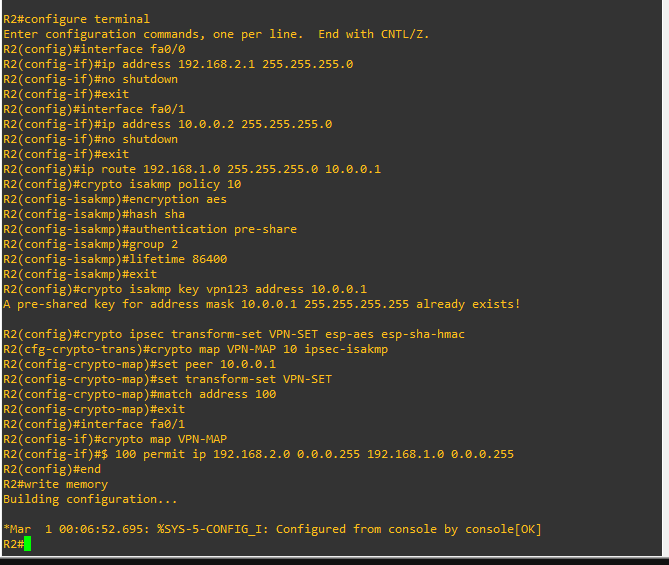 R2#configure terminal
Enter configuration commands, one per line.  End with CNTL/Z.
R2(config)#interface fa0/0
R2(config-if)#ip address 192.168.2.1 255.255.255.0
R2(config-if)#no shutdown
R2(config-if)#exit
R2(config)#interface fa0/1
R2(config-if)#ip address 10.0.0.2 255.255.255.0
R2(config-if)#no shutdown
R2(config-if)#exit
R2(config)#ip route 192.168.1.0 255.255.255.0 10.0.0.1
R2(config)#crypto isakmp policy 10
R2(config-isakmp)#encryption aes
R2(config-isakmp)#hash sha
R2(config-isakmp)#authentication pre-share
R2(config-isakmp)#group 2
R2(config-isakmp)#lifetime 86400
R2(config-isakmp)#exit
R2(config)#crypto isakmp key vpn123 address 10.0.0.1
A pre-shared key for address mask 10.0.0.1 255.255.255.255 already exists!
R2(config)#crypto ipsec transform-set VPN-SET esp-aes esp-sha-hmac
R2(cfg-crypto-trans)#crypto map VPN-MAP 10 ipsec-isakmp
R2(config-crypto-map)#set peer 10.0.0.1
R2(config-crypto-map)#set transform-set VPN-SET
R2(config-crypto-map)#match address 100
R2(config-crypto-map)#exit
R2(config)#interface fa0/1
R2(config-if)#crypto map VPN-MAP
R2(config-if)#$ 100 permit ip 192.168.2.0 0.0.0.255 192.168.1.0 0.0.0.255
R2(config)#end
R2#write memory
Building configuration...
*Mar  1 00:06:52.695: %SYS-5-CONFIG_I: Configured from console by console[OK]
R2#